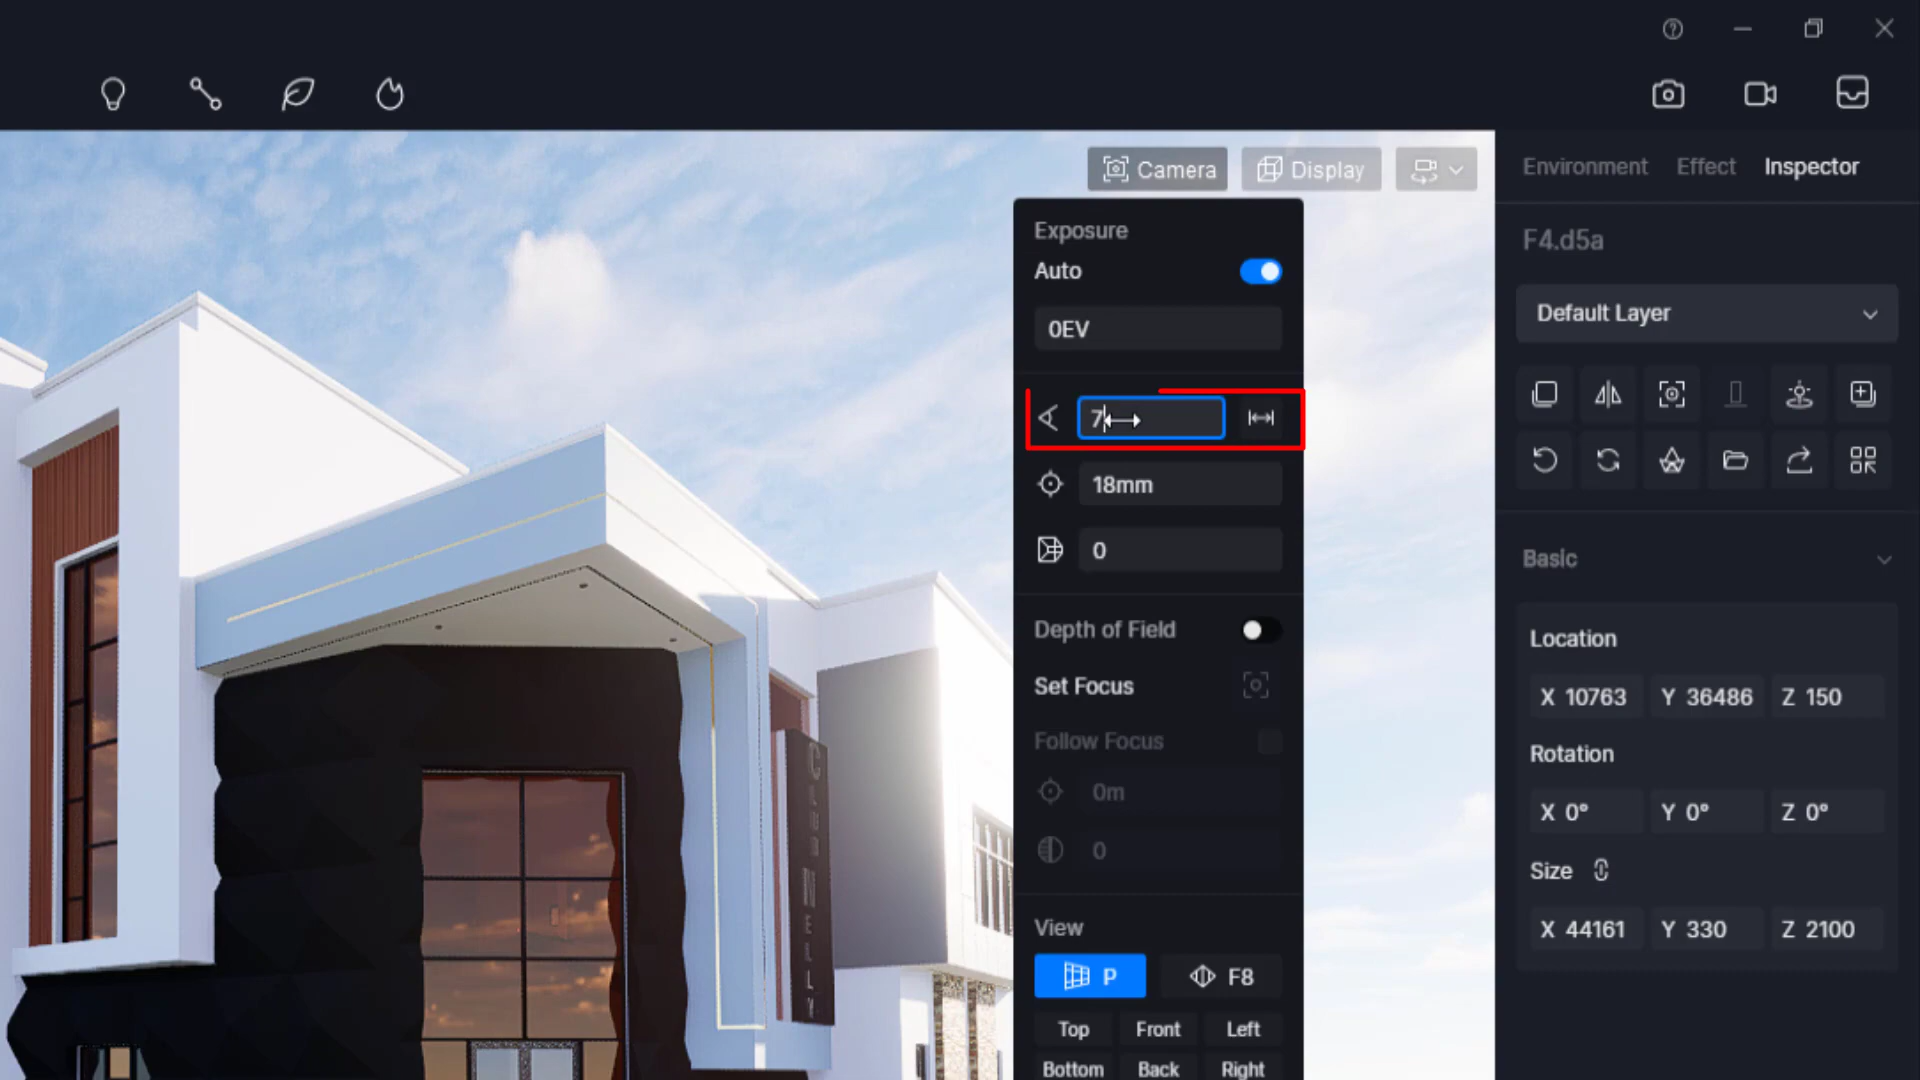 Camera
Display
Environment
Effect
Inspector
Exposure
Auto
0EV
7
18mm
0
Depth of Field
Set Focus
Follow Focus
0m
0
View
P
F8
Top
Front
Left
Bottom
Back
Right
F4.d5a
Default Layer
Basic
Location
X 10763 Y 36486 Z 150
Rotation
X 0° Y 0° Z 0°
Size
X 44161 Y 330 Z 2100